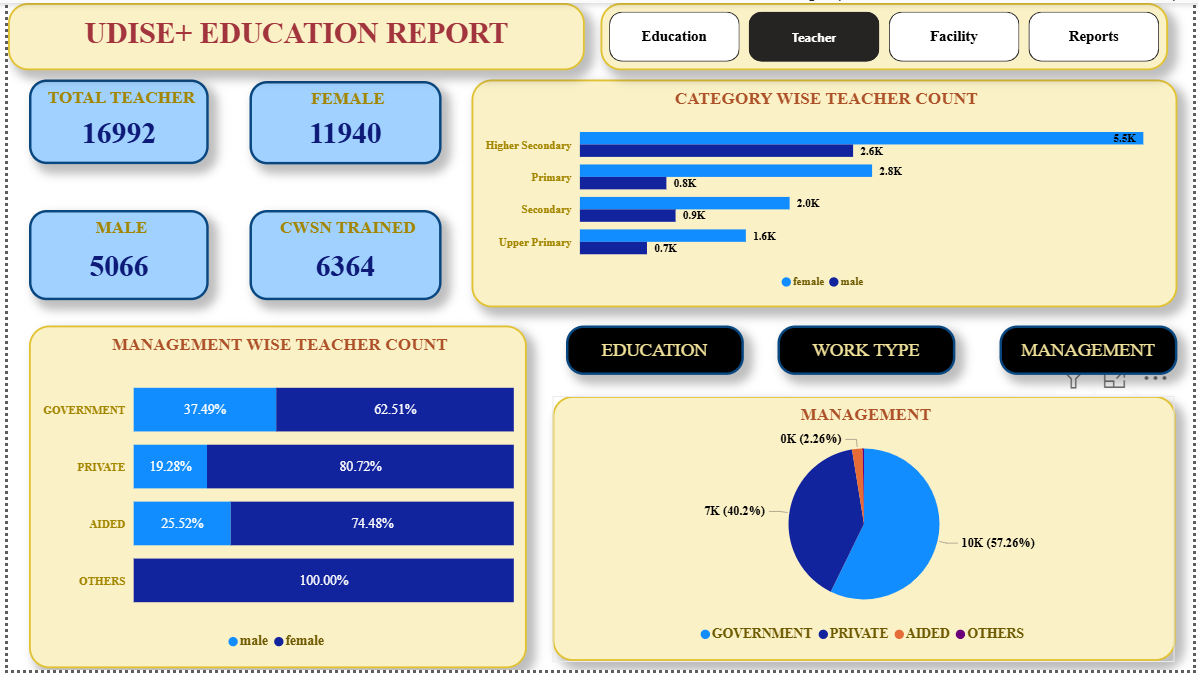 UDISE+ EDUCATION REPORT
Education
Teacher
Facility
Reports
TOTAL TEACHER
16992
FEMALE
11940
MALE
5066
CWSN TRAINED
6364
CATEGORY WISE TEACHER COUNT
Higher Secondary
5.5K
2.6K
Primary
2.8K
0.8K
Secondary
2.0K
0.9K
Upper Primary
1.6K
0.7K
female male
MANAGEMENT WISE TEACHER COUNT
GOVERNMENT 37.49% 62.51%
PRIVATE 19.28% 80.72%
AIDED 25.52% 74.48%
OTHERS 100.00%
male female
EDUCATION
WORK TYPE
MANAGEMENT
MANAGEMENT
0K (2.26%)
7K (40.2%)
10K (57.26%)
GOVERNMENT PRIVATE AIDED OTHERS